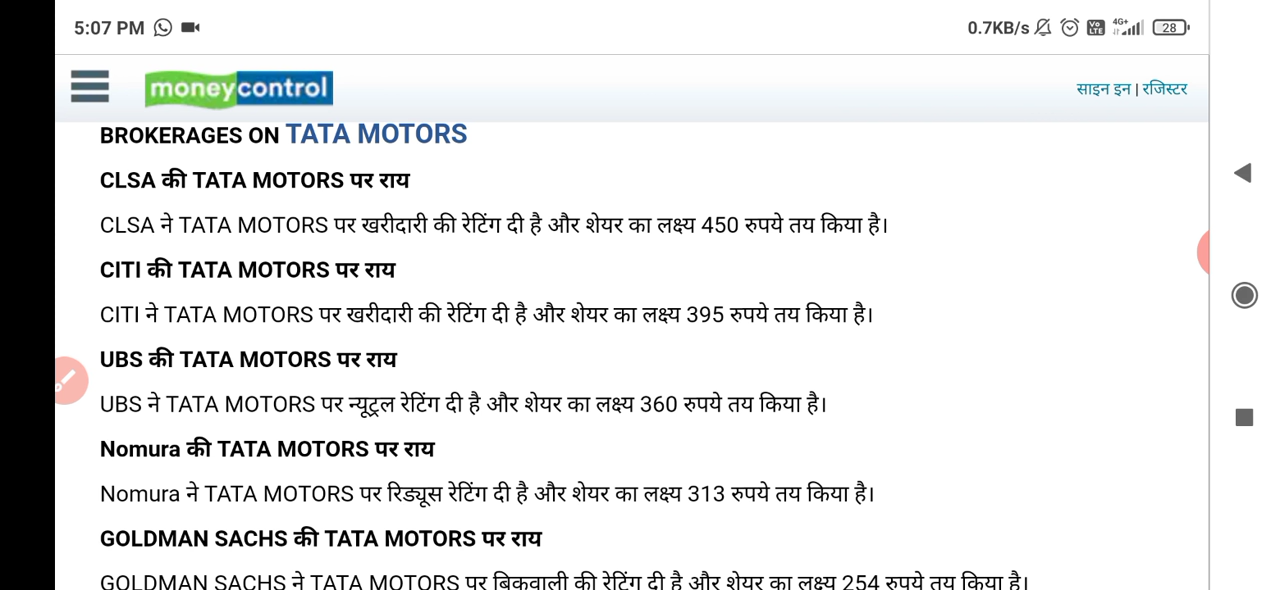 5:07 PM 0.7KB/s Vo LTE 4G+ 28
moneycontrol साइन इन | रजिस्टर
BROKERAGES ON TATA MOTORS
CLSA की TATA MOTORS पर राय
CLSA ने TATA MOTORS पर खरीदारी की रेटिंग दी है और शेयर का लक्ष्य 450 रुपये तय किया है।
CITI की TATA MOTORS पर राय
CITI ने TATA MOTORS पर खरीदारी की रेटिंग दी है और शेयर का लक्ष्य 395 रुपये तय किया है।
UBS की TATA MOTORS पर राय
UBS ने TATA MOTORS पर न्यूट्रल रेटिंग दी है और शेयर का लक्ष्य 360 रुपये तय किया है।
Nomura की TATA MOTORS पर राय
Nomura ने TATA MOTORS पर रिड्यूस रेटिंग दी है और शेयर का लक्ष्य 313 रुपये तय किया है।
GOLDMAN SACHS की TATA MOTORS पर राय
GOLDMAN SACHS ने TATA MOTORS पर बिकवाली की रेटिंग दी है और शेयर का लक्ष्य 254 रुपये तय किया है।